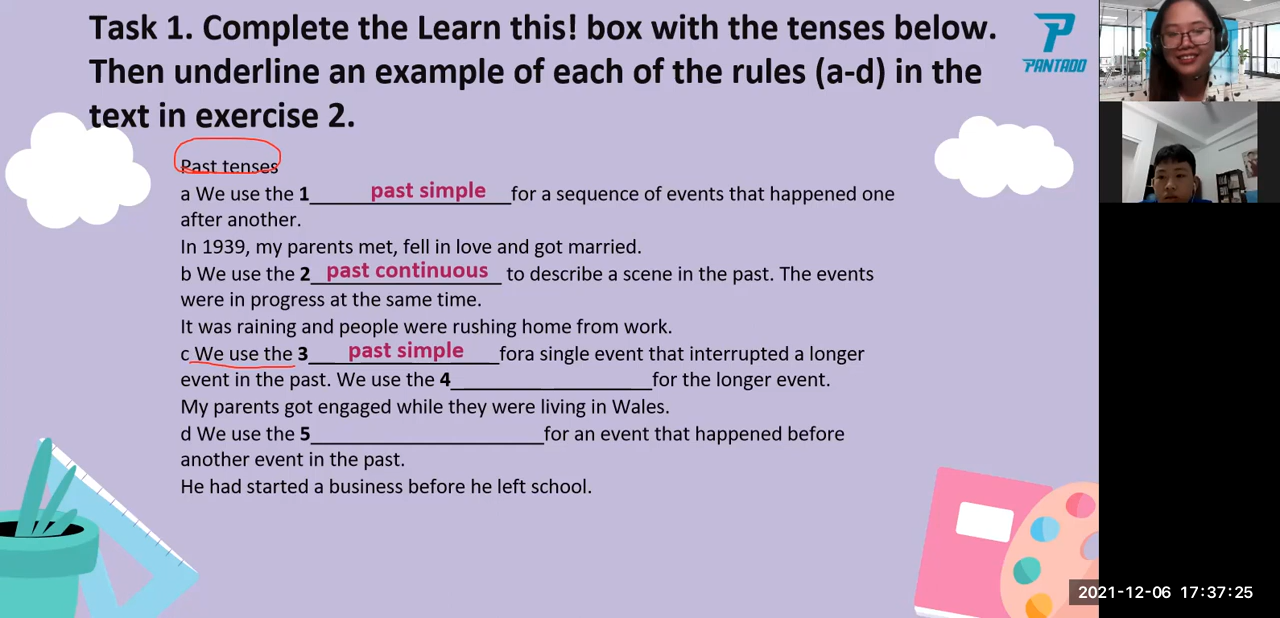 Task 1. Complete the Learn this! box with the tenses below.
Then underline an example of each of the rules (a-d) in the
text in exercise 2.
PANTADO
Past tenses
a We use the 1____past simple____for a sequence of events that happened one
after another.
In 1939, my parents met, fell in love and got married.
b We use the 2_past continuous_ to describe a scene in the past. The events
were in progress at the same time.
It was raining and people were rushing home from work.
c We use the 3___past simple___fora single event that interrupted a longer
event in the past. We use the 4____________________for the longer event.
My parents got engaged while they were living in Wales.
d We use the 5_______________________for an event that happened before
another event in the past.
He had started a business before he left school.
2021-12-06 17:37:25